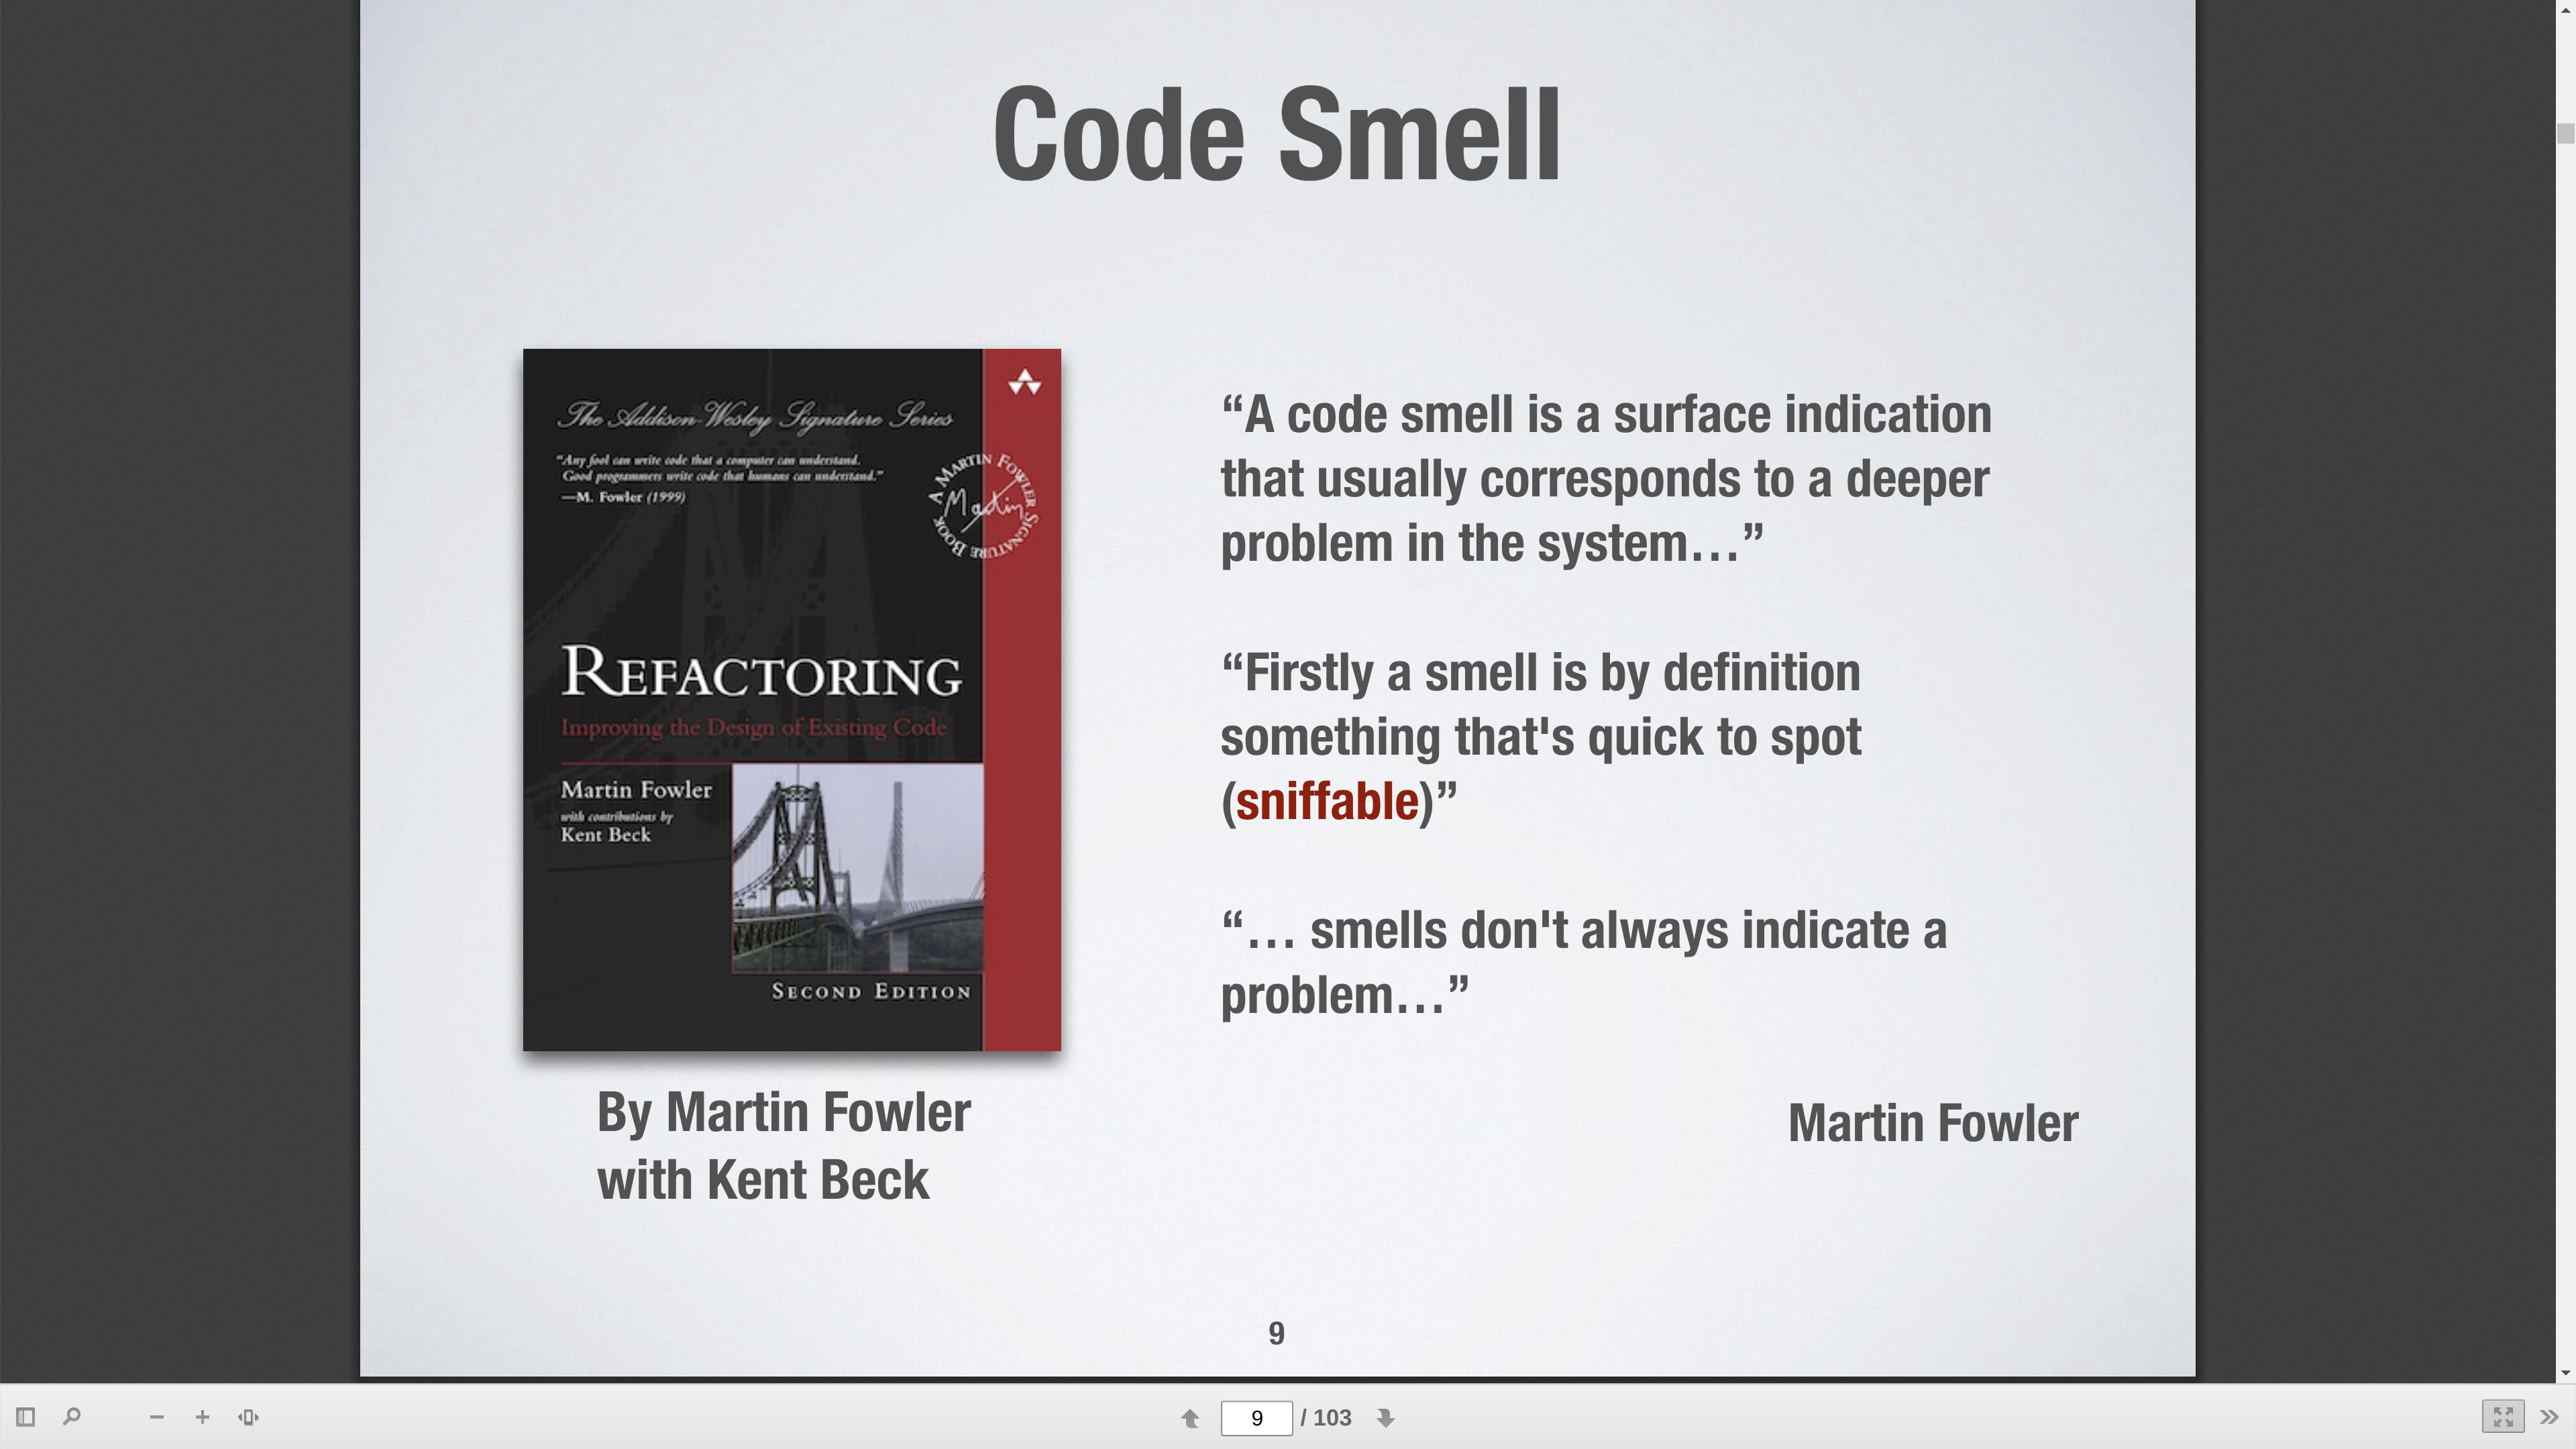 Code Smell
The Addison-Wesley Signature Series
“Any fool can write code that a computer can understand.
Good programmers write code that humans can understand.”
—M. Fowler (1999)
A MARTIN FOWLER SIGNATURE BOOK
Martin
REFACTORING
Improving the Design of Existing Code
Martin Fowler
with contributions by
Kent Beck
SECOND EDITION
By Martin Fowler
with Kent Beck
“A code smell is a surface indication
that usually corresponds to a deeper
problem in the system…”
“Firstly a smell is by definition
something that's quick to spot
(sniffable)”
“… smells don't always indicate a
problem…”
Martin Fowler
9
9 / 103